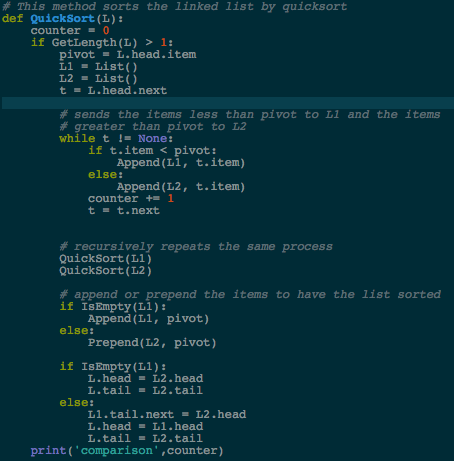 # This method sorts the linked list by quicksort
def QuickSort(L):
    counter = 0
    if GetLength(L) > 1:
        pivot = L.head.item
        L1 = List()
        L2 = List()
        t = L.head.next
        # sends the items less than pivot to L1 and the items
        # greater than pivot to L2
        while t != None:
            if t.item < pivot:
                Append(L1, t.item)
            else:
                Append(L2, t.item)
            counter += 1
            t = t.next
        # recursively repeats the same process
        QuickSort(L1)
        QuickSort(L2)
        # append or prepend the items to have the list sorted
        if IsEmpty(L1):
            Append(L1, pivot)
        else:
            Prepend(L2, pivot)
        if IsEmpty(L1):
            L.head = L2.head
            L.tail = L2.tail
        else:
            L1.tail.next = L2.head
            L.head = L1.head
            L.tail = L2.tail
    print('comparison',counter)